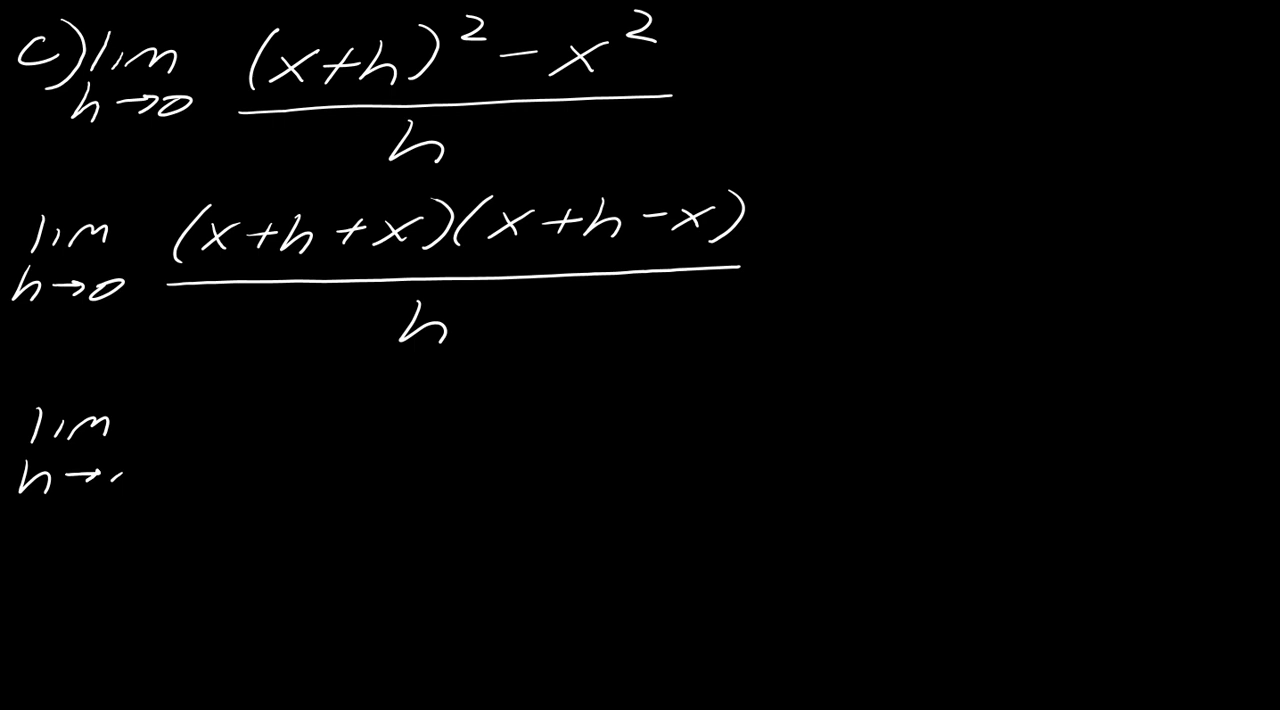 c) lim h→0 ((x+h)² - x²)/h
lim h→0 ((x+h+x)(x+h-x))/h
lim h→